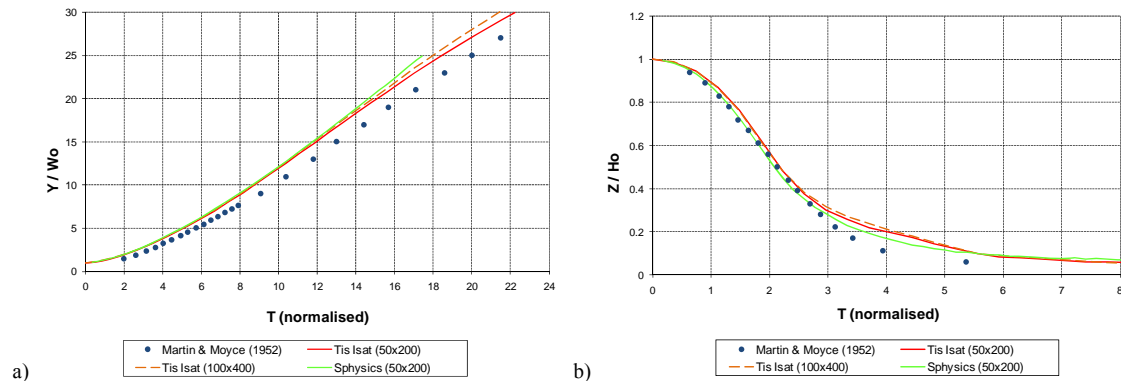 30
25
20
15
10
5
0
Y / Wo
0 2 4 6 8 10 12 14 16 18 20 22 24
T (normalised)
Martin & Moyce (1952) Tis Isat (50x200)
Tis Isat (100x400) Sphysics (50x200)
a)
1.2
1
0.8
0.6
0.4
0.2
0
Z / Ho
0 1 2 3 4 5 6 7 8
T (normalised)
Martin & Moyce (1952) Tis Isat (50x200)
Tis Isat (100x400) Sphysics (50x200)
b)